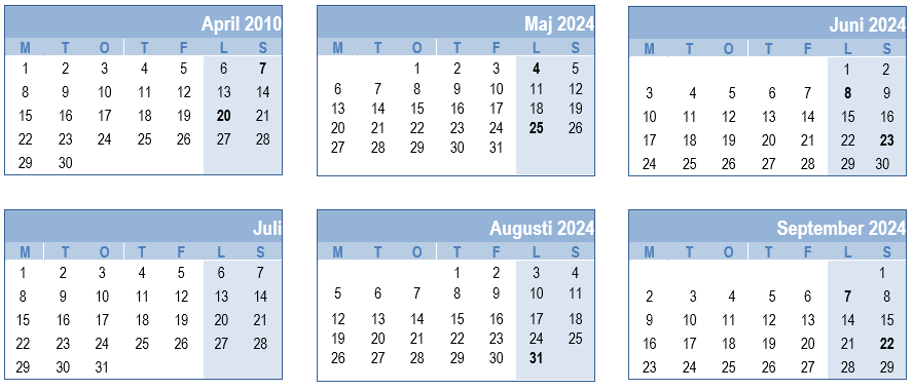 April 2010
M T O T F L S
1 2 3 4 5 6 7
8 9 10 11 12 13 14
15 16 17 18 19 20 21
22 23 24 25 26 27 28
29 30
Maj 2024
M T O T F L S
1 2 3 4 5
6 7 8 9 10 11 12
13 14 15 16 17 18 19
20 21 22 23 24 25 26
27 28 29 30 31
Juni 2024
M T O T F L S
1 2
3 4 5 6 7 8 9
10 11 12 13 14 15 16
17 18 19 20 21 22 23
24 25 26 27 28 29 30
Juli
M T O T F L S
1 2 3 4 5 6 7
8 9 10 11 12 13 14
15 16 17 18 19 20 21
22 23 24 25 26 27 28
29 30 31
Augusti 2024
M T O T F L S
1 2 3 4
5 6 7 8 9 10 11
12 13 14 15 16 17 18
19 20 21 22 23 24 25
26 27 28 29 30 31
September 2024
M T O T F L S
1
2 3 4 5 6 7 8
9 10 11 12 13 14 15
16 17 18 19 20 21 22
23 24 25 26 27 28 29